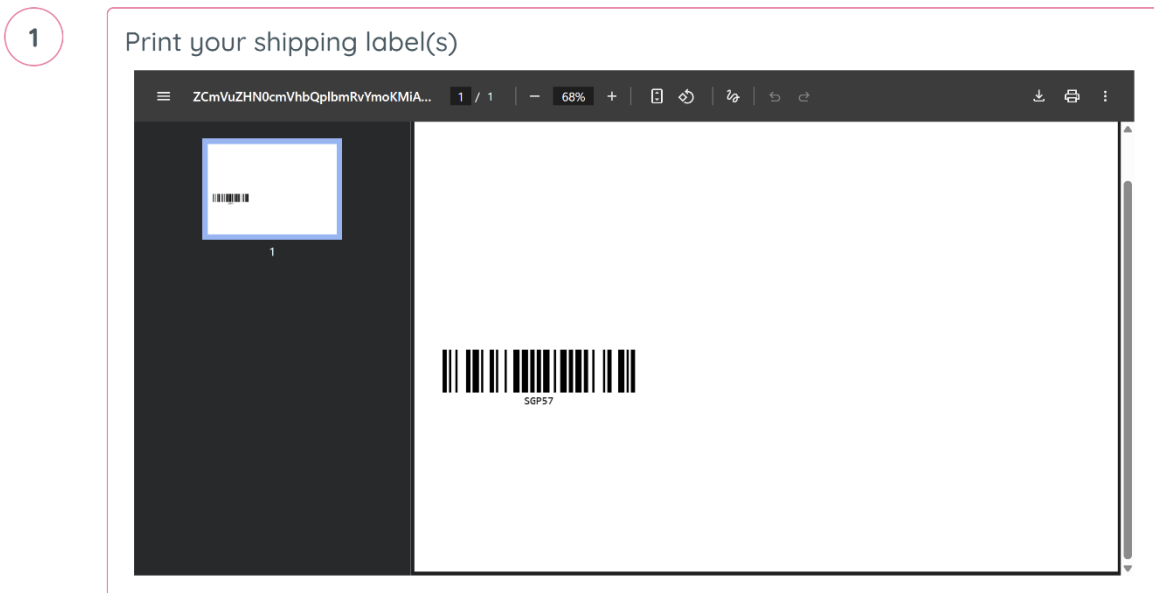 1
Print your shipping label(s)
ZCmVuZHN0cmVhbQplbmRvYmoKMiA... 1 / 1 68%
1
SGP57